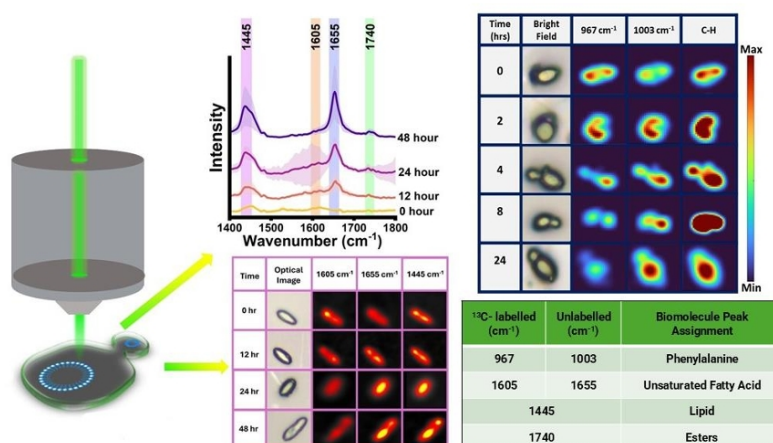 1445
1605
1655
1740
Intensity
48 hour
24 hour
12 hour
0 hour
1400 1500 1600 1700 1800
Wavenumber (cm⁻¹)
Time Optical Image 1605 cm⁻¹ 1655 cm⁻¹ 1445 cm⁻¹
0 hr
12 hr
24 hr
48 hr
Time (hrs) Bright Field 967 cm⁻¹ 1003 cm⁻¹ C-H
0
2
4
8
24
Max
Min
¹³C- labelled (cm⁻¹) Unlabelled (cm⁻¹) Biomolecule Peak Assignment
967 1003 Phenylalanine
1605 1655 Unsaturated Fatty Acid
1445 Lipid
1740 Esters